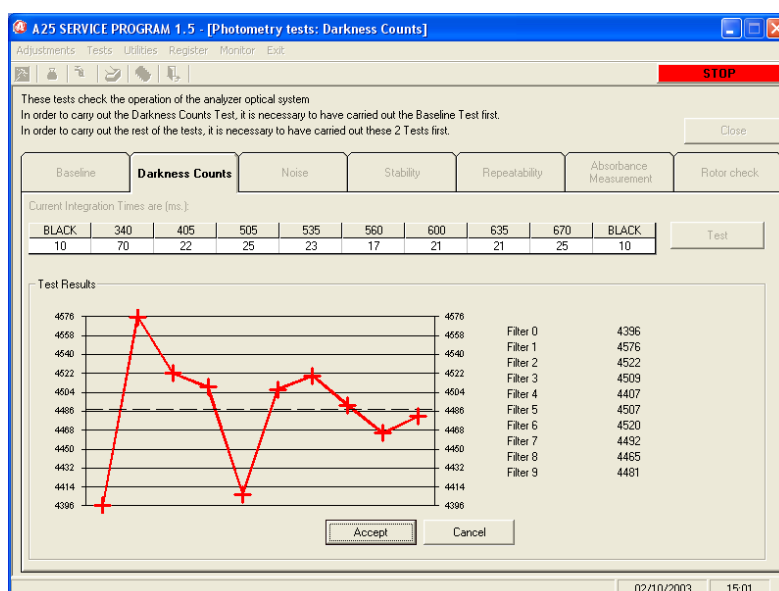 A25 SERVICE PROGRAM 1.5 - [Photometry tests: Darkness Counts]
Adjustments Tests Utilities Register Monitor Exit
STOP
These tests check the operation of the analyzer optical system
In order to carry out the Darkness Counts Test, it is necessary to have carried out the Baseline Test first.
In order to carry out the rest of the tests, it is necessary to have carried out these 2 Tests first.
Close
Baseline Darkness Counts Noise Stability Repeatability Absorbance Measurement Rotor check
Current Integration Times are (ms.):
BLACK 340 405 505 535 560 600 635 670 BLACK
10 70 22 25 23 17 21 21 25 10
Test
Test Results
4576 4576
4558 4558
4540 4540
4522 4522
4504 4504
4486 4486
4468 4468
4450 4450
4432 4432
4414 4414
4396 4396
Filter 0 4396
Filter 1 4576
Filter 2 4522
Filter 3 4509
Filter 4 4407
Filter 5 4507
Filter 6 4520
Filter 7 4492
Filter 8 4465
Filter 9 4481
Accept Cancel
02/10/2003 15:01